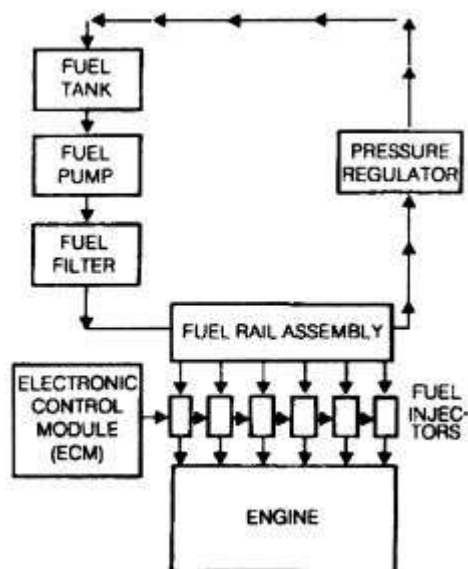 FUEL
TANK
FUEL
PUMP
PRESSURE
REGULATOR
FUEL
FILTER
FUEL RAIL ASSEMBLY
ELECTRONIC
CONTROL
MODULE
(ECM)
FUEL
INJEC-
TORS
ENGINE